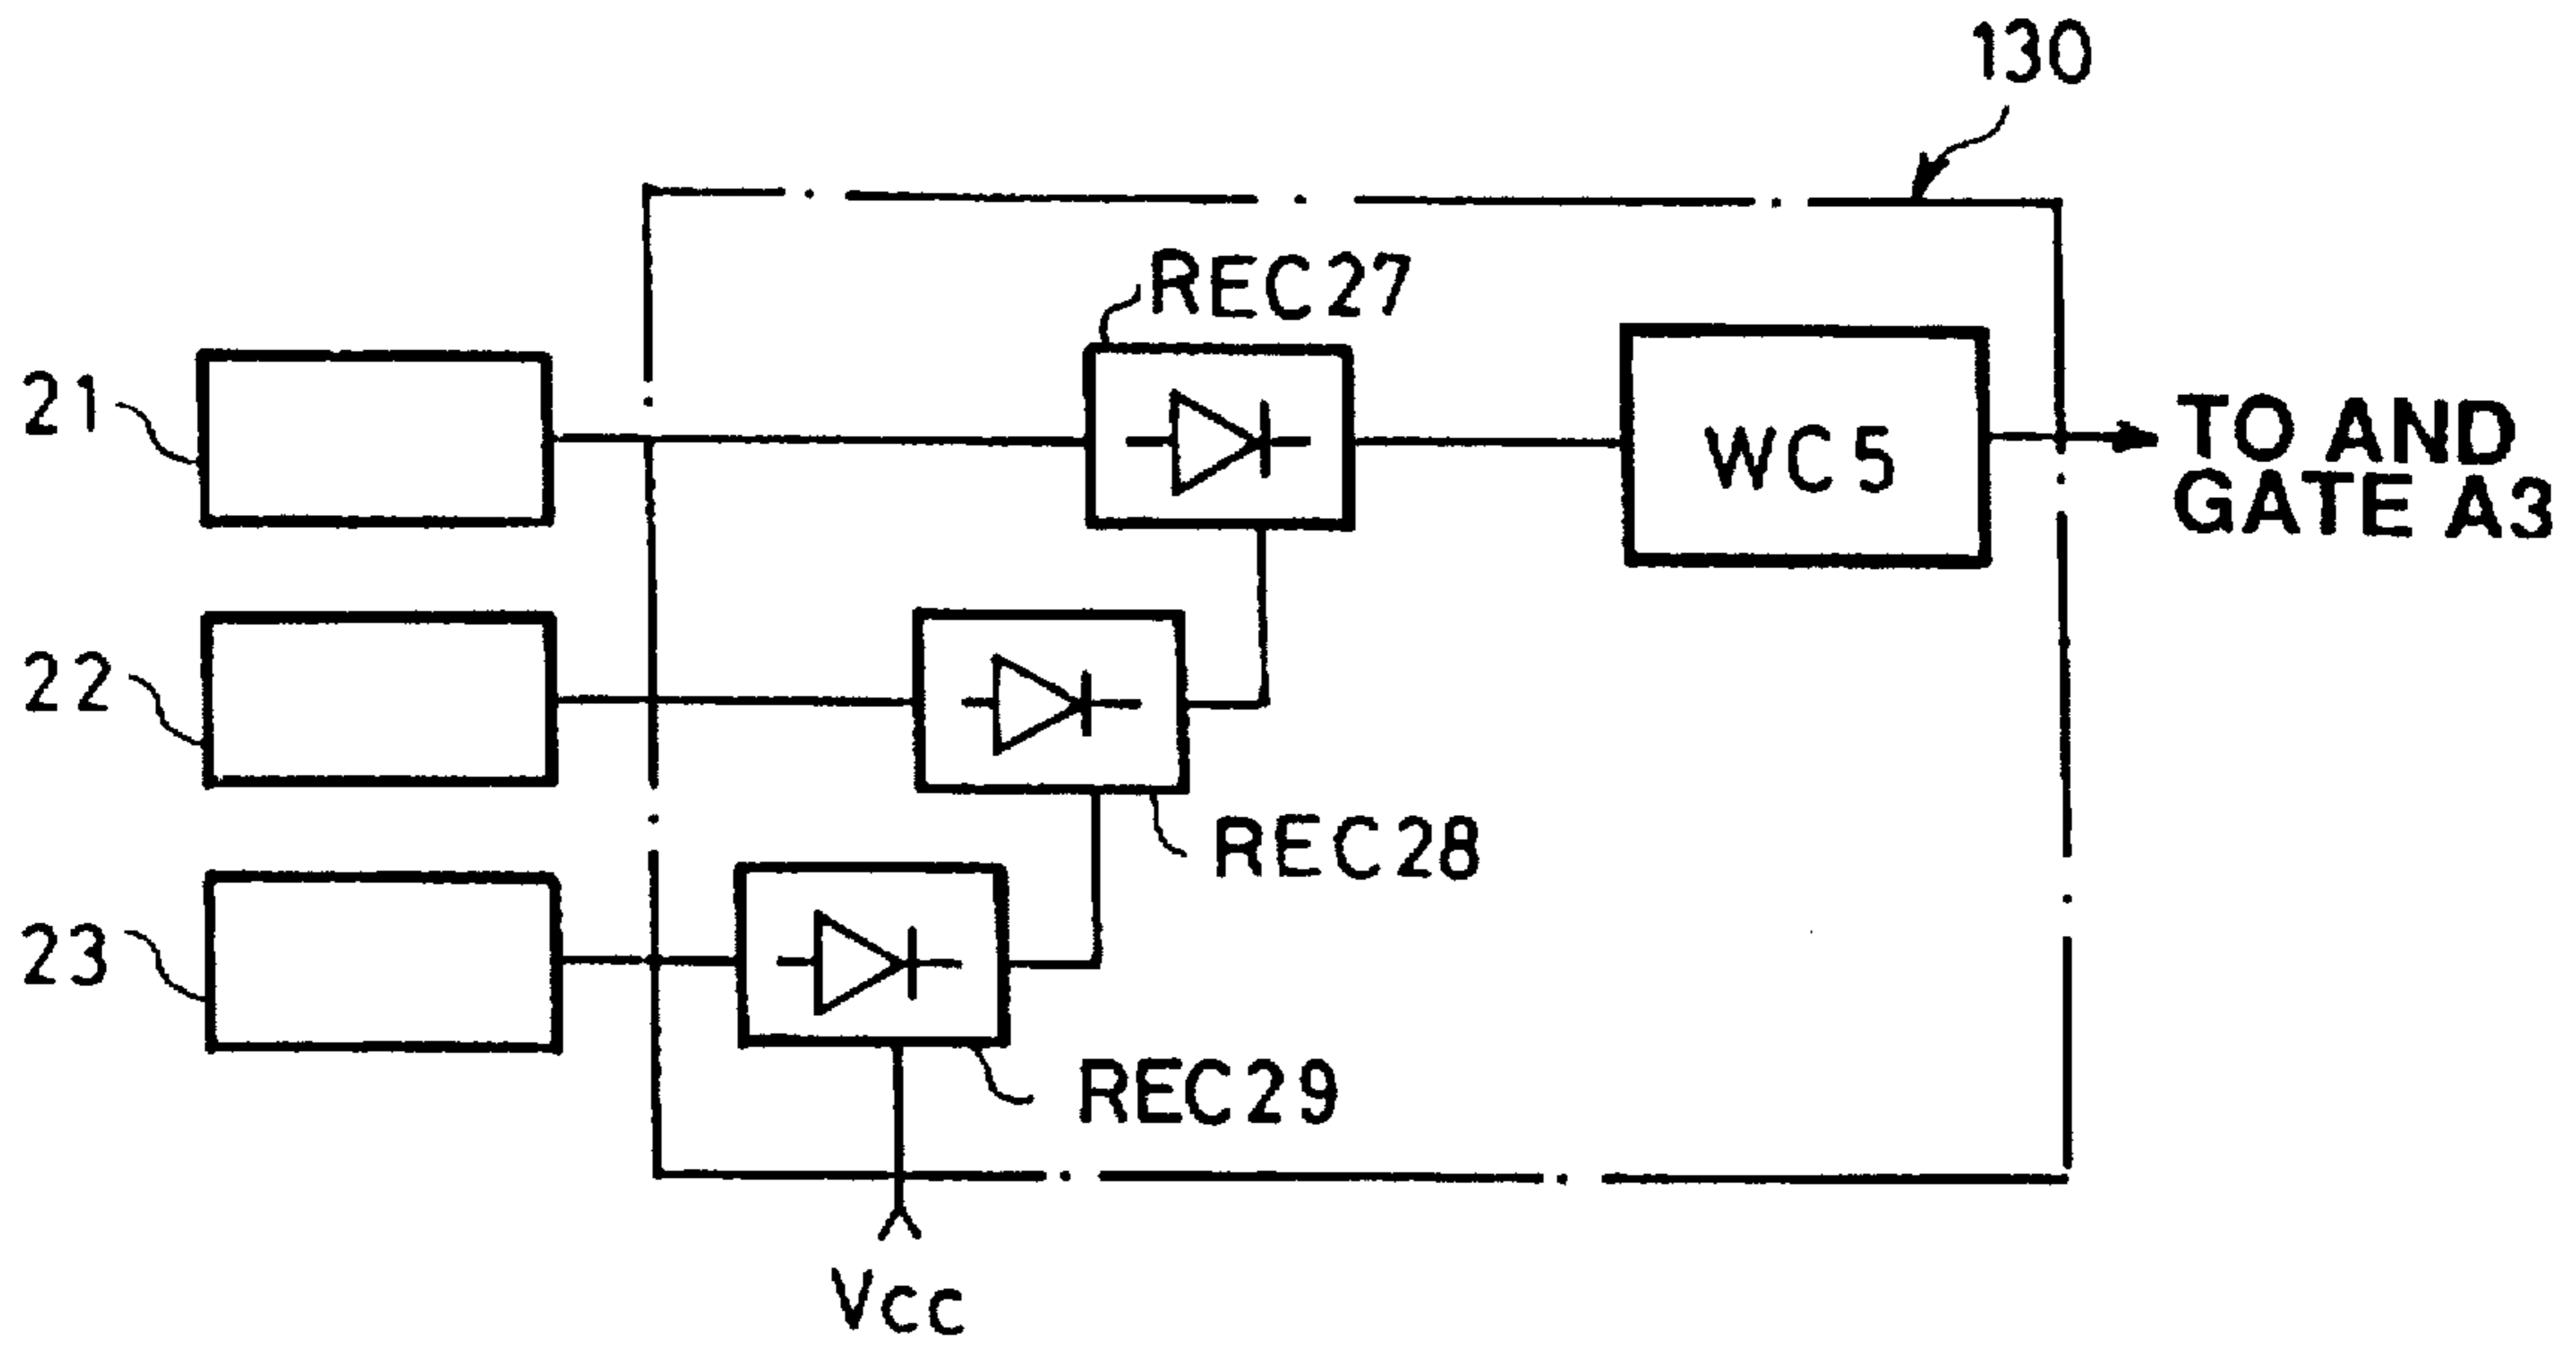 130
REC27
21
WC5
TO AND
GATE A3
22
REC28
23
REC29
Vcc